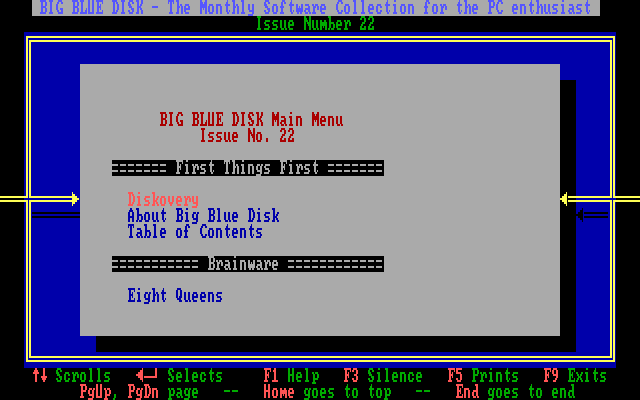 BIG BLUE DISK - The Monthly Software Collection for the PC enthusiast
Issue Number 22
BIG BLUE DISK Main Menu
Issue No. 22
======= First Things First =======
Diskovery
About Big Blue Disk
Table of Contents
=========== Brainware ============
Eight Queens
↑↓ Scrolls ◄─┘ Selects F1 Help F3 Silence F5 Prints F9 Exits
PgUp, PgDn page -- Home goes to top -- End goes to end